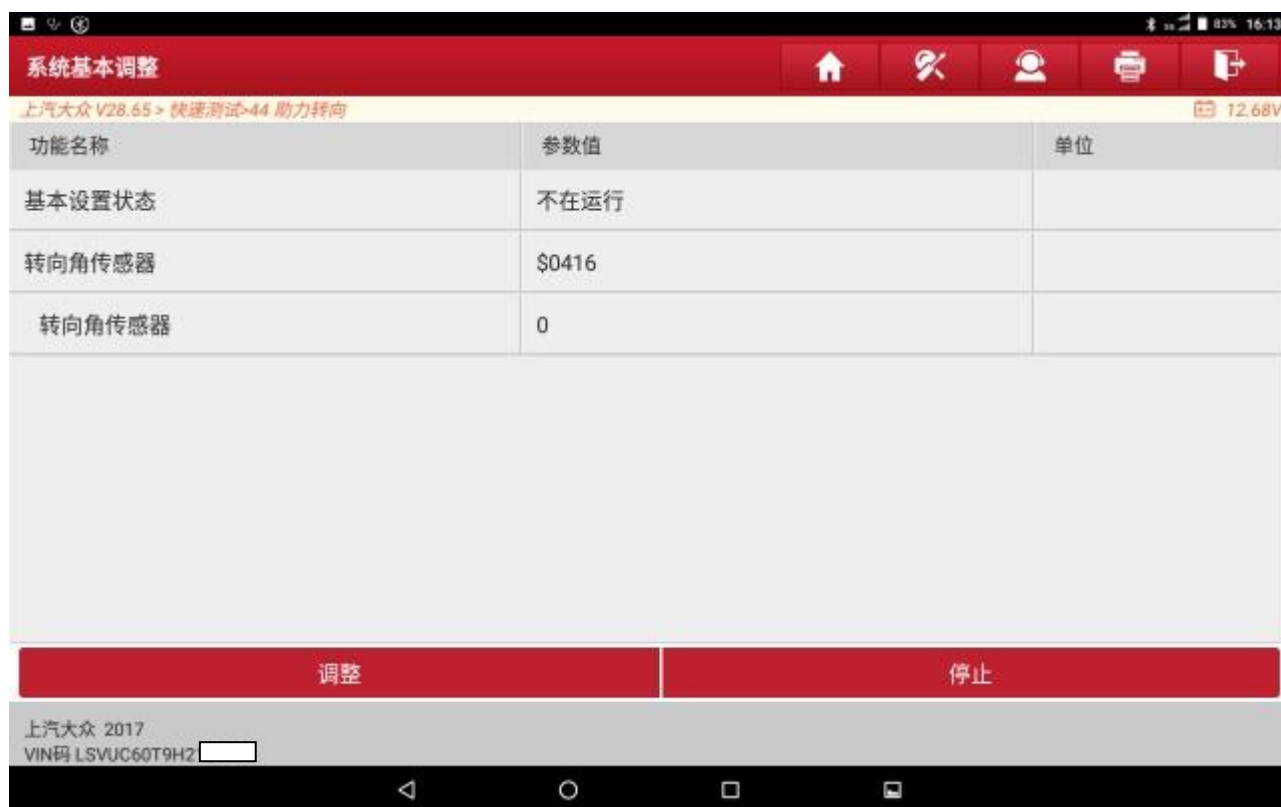 83% 16:13
系统基本调整
上汽大众 V28.65 > 快速测试>44 助力转向 12.68V
功能名称 参数值 单位
基本设置状态 不在运行
转向角传感器 $0416
转向角传感器 0
调整 停止
上汽大众 2017
VIN码 LSVUC60T9H2